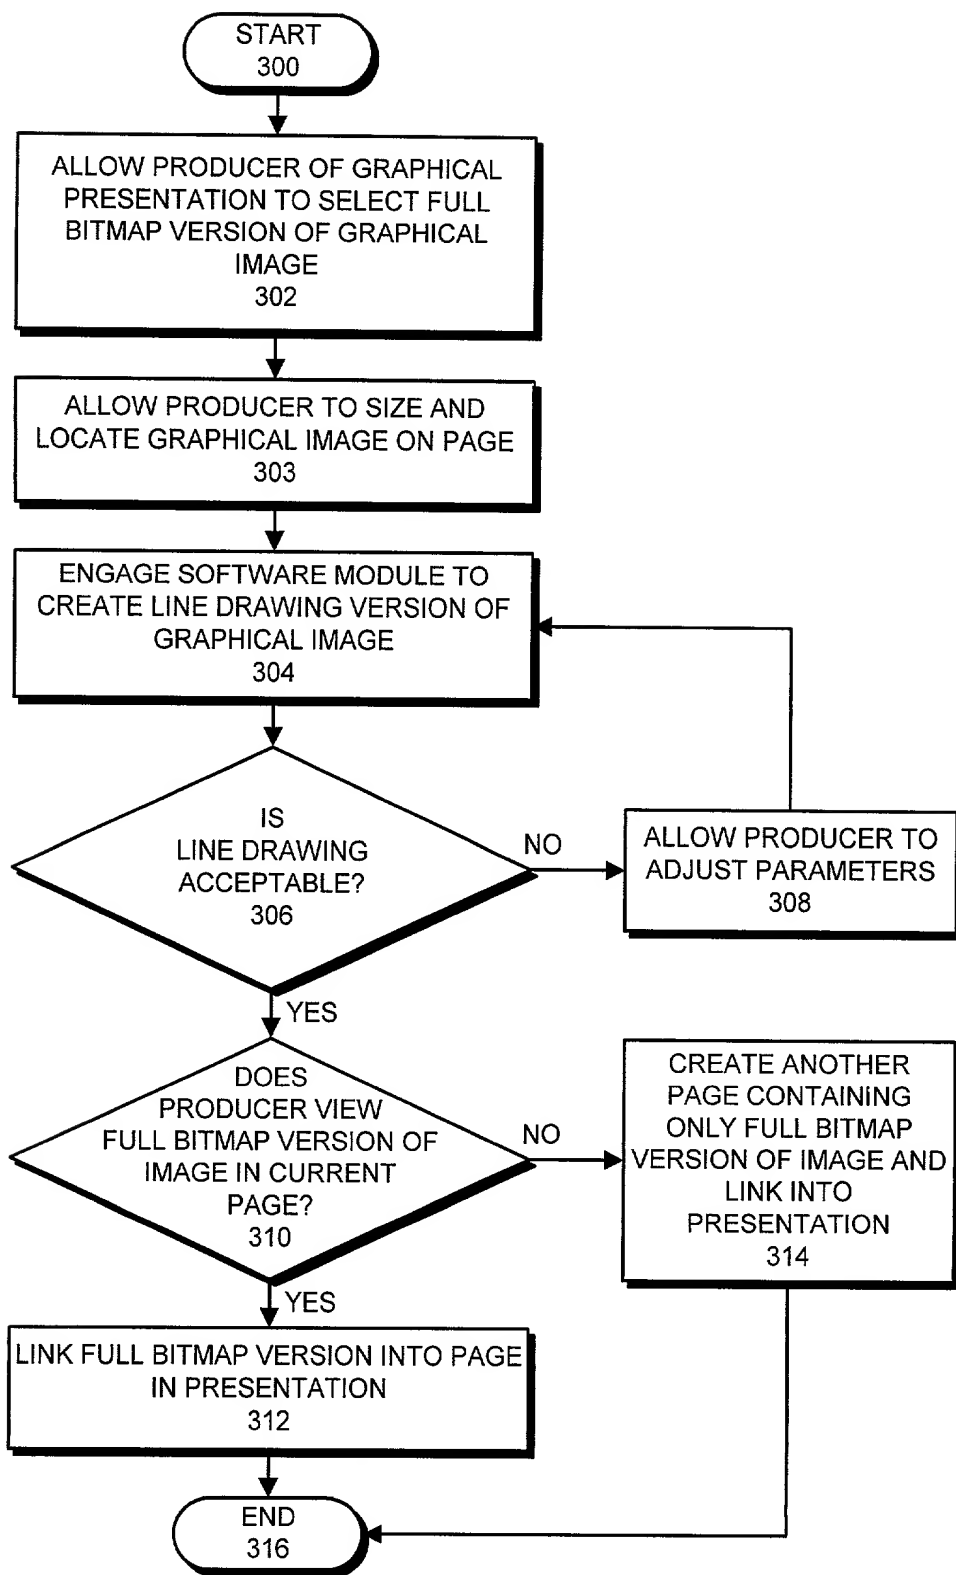 START
300
ALLOW PRODUCER OF GRAPHICAL
PRESENTATION TO SELECT FULL
BITMAP VERSION OF GRAPHICAL
IMAGE
302
ALLOW PRODUCER TO SIZE AND
LOCATE GRAPHICAL IMAGE ON PAGE
303
ENGAGE SOFTWARE MODULE TO
CREATE LINE DRAWING VERSION OF
GRAPHICAL IMAGE
304
IS
LINE DRAWING
ACCEPTABLE?
306
NO
ALLOW PRODUCER TO
ADJUST PARAMETERS
308
YES
DOES
PRODUCER VIEW
FULL BITMAP VERSION OF
IMAGE IN CURRENT
PAGE?
310
NO
CREATE ANOTHER
PAGE CONTAINING
ONLY FULL BITMAP
VERSION OF IMAGE AND
LINK INTO
PRESENTATION
314
YES
LINK FULL BITMAP VERSION INTO PAGE
IN PRESENTATION
312
END
316